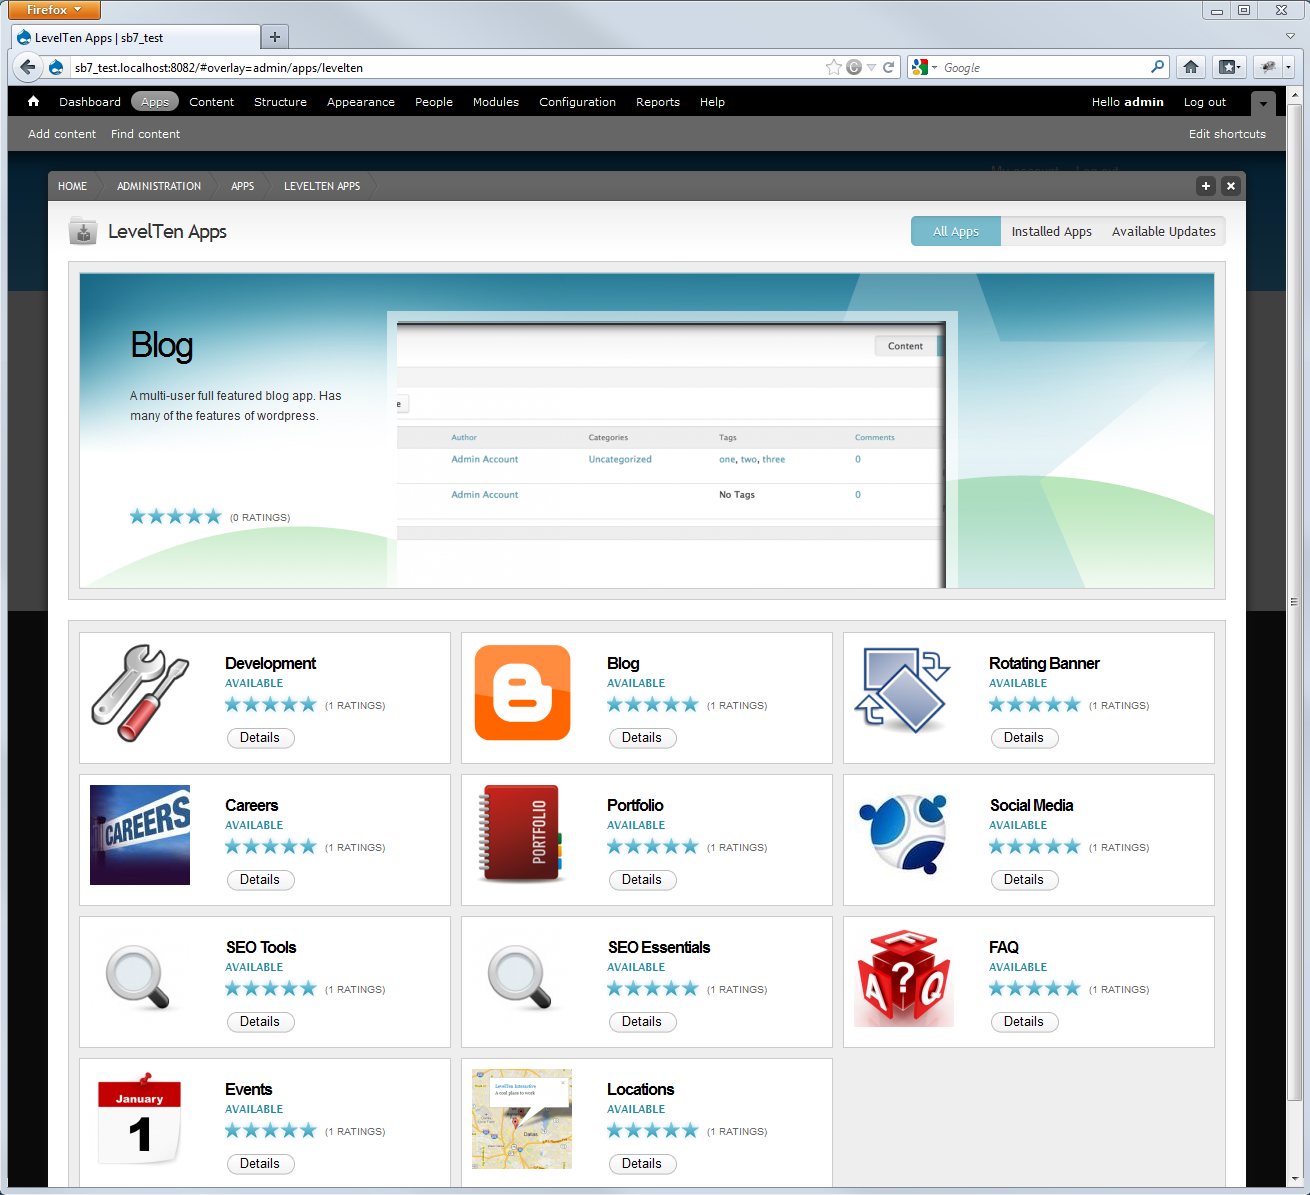 Firefox
LevelTen Apps | sb7_test
sb7_test.localhost:8082/#overlay=admin/apps/levelten
Google
Dashboard Apps Content Structure Appearance People Modules Configuration Reports Help
Hello admin Log out
Add content Find content
Edit shortcuts
My account Log out
HOME ADMINISTRATION APPS LEVELTEN APPS
LevelTen Apps
All Apps Installed Apps Available Updates
Blog
A multi-user full featured blog app. Has
many of the features of wordpress.
(0 RATINGS)
Content
e
Author Categories Tags Comments
Admin Account Uncategorized one, two, three 0
Admin Account No Tags 0
Development
AVAILABLE
(1 RATINGS)
Details
Blog
AVAILABLE
(1 RATINGS)
Details
Rotating Banner
AVAILABLE
(1 RATINGS)
Details
CAREERS
Careers
AVAILABLE
(1 RATINGS)
Details
PORTFOLIO
Portfolio
AVAILABLE
(1 RATINGS)
Details
Social Media
AVAILABLE
(1 RATINGS)
Details
SEO Tools
AVAILABLE
(1 RATINGS)
Details
SEO Essentials
AVAILABLE
(1 RATINGS)
Details
F
A ? Q
FAQ
AVAILABLE
(1 RATINGS)
Details
January
1
Events
AVAILABLE
(1 RATINGS)
Details
LevelTen Interactive
A cool place to work
Dallas
Locations
AVAILABLE
(1 RATINGS)
Details